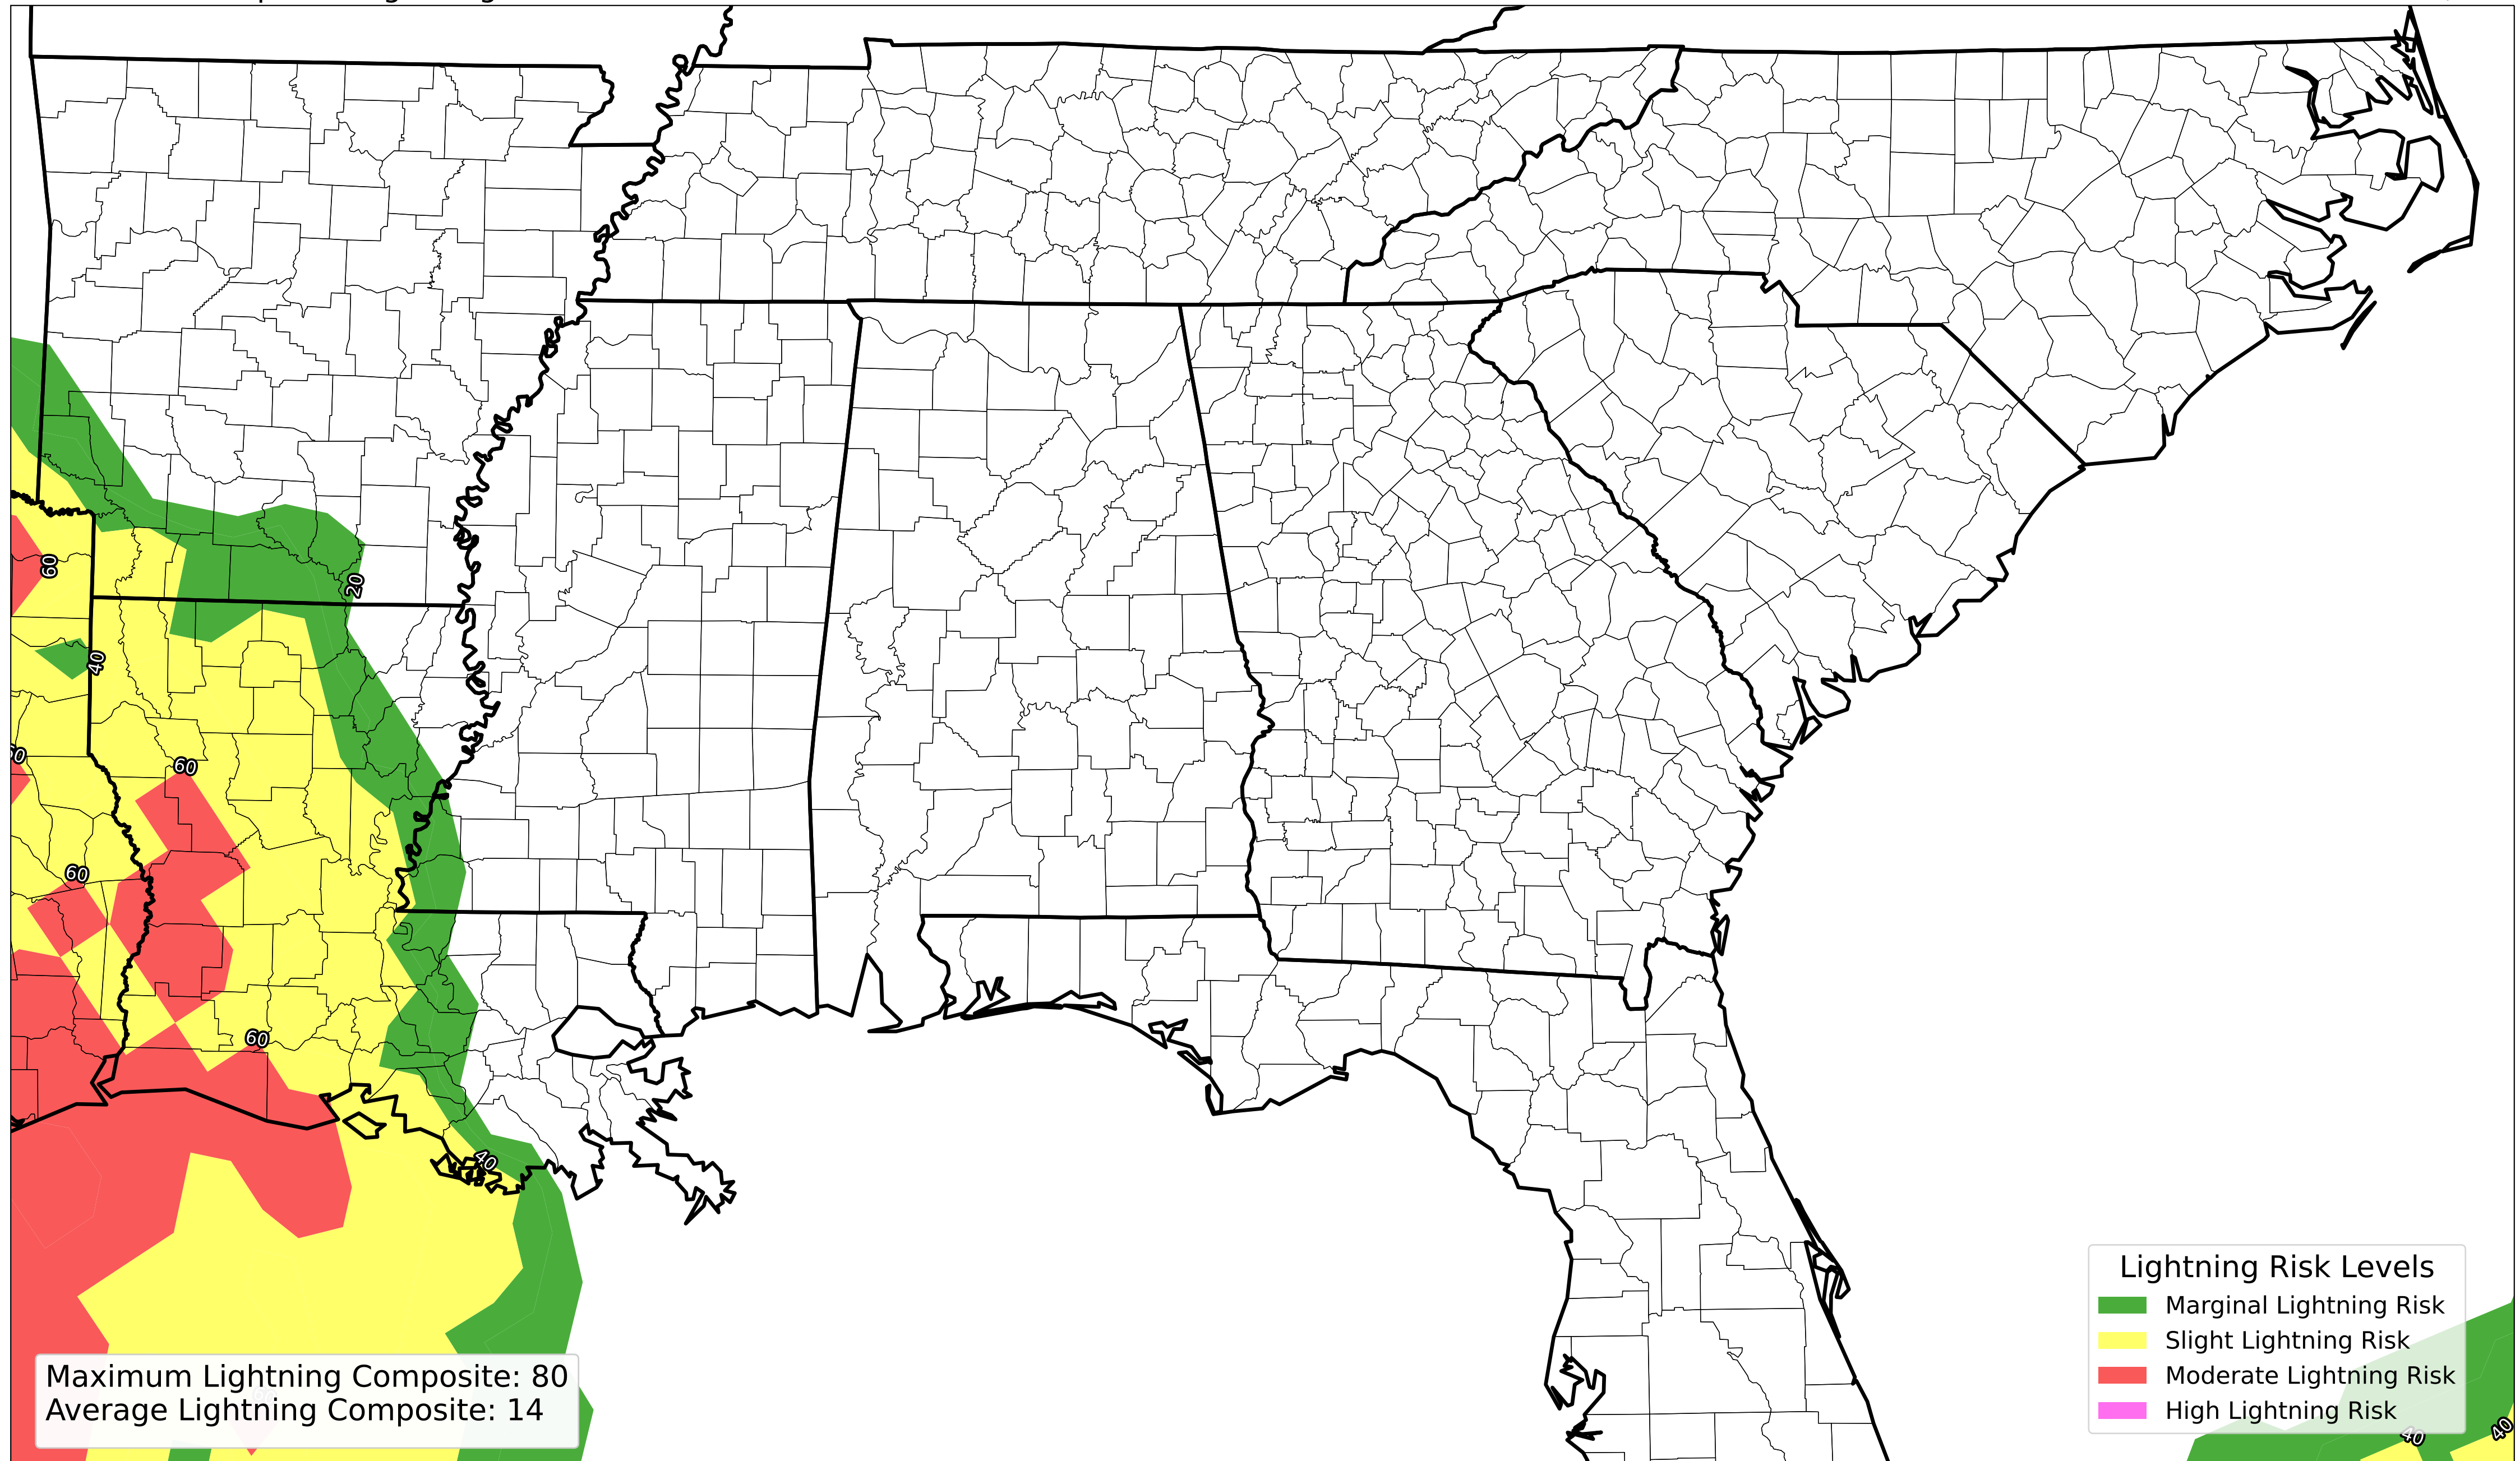 60
20
40
60
60
60
40
Lightning Risk Levels
Marginal Lightning Risk
Slight Lightning Risk
Moderate Lightning Risk
High Lightning Risk
Maximum Lightning Composite: 80
Average Lightning Composite: 14
40
40